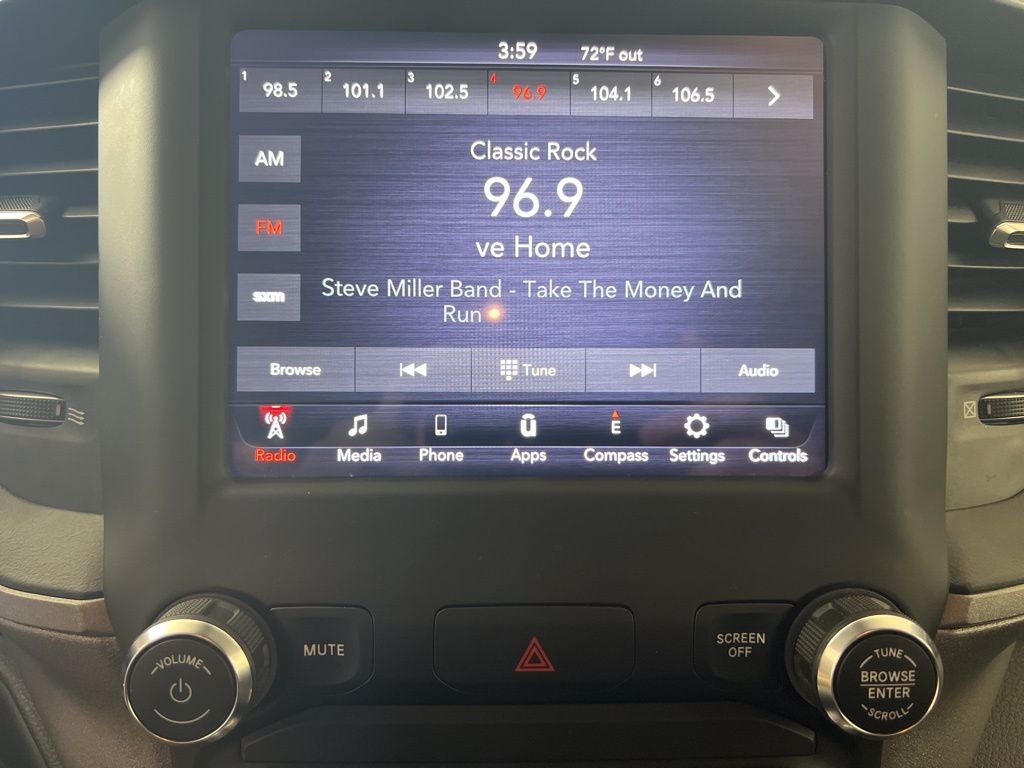 3:59 72°F out
1 98.5 2 101.1 3 102.5 4 96.9 5 104.1 6 106.5
AM
Classic Rock
96.9
FM
ve Home
sxm
Steve Miller Band - Take The Money And
Run
Browse Tune Audio
E
Radio Media Phone Apps Compass Settings Controls
VOLUME
MUTE
SCREEN
OFF
TUNE
BROWSE
ENTER
SCROLL